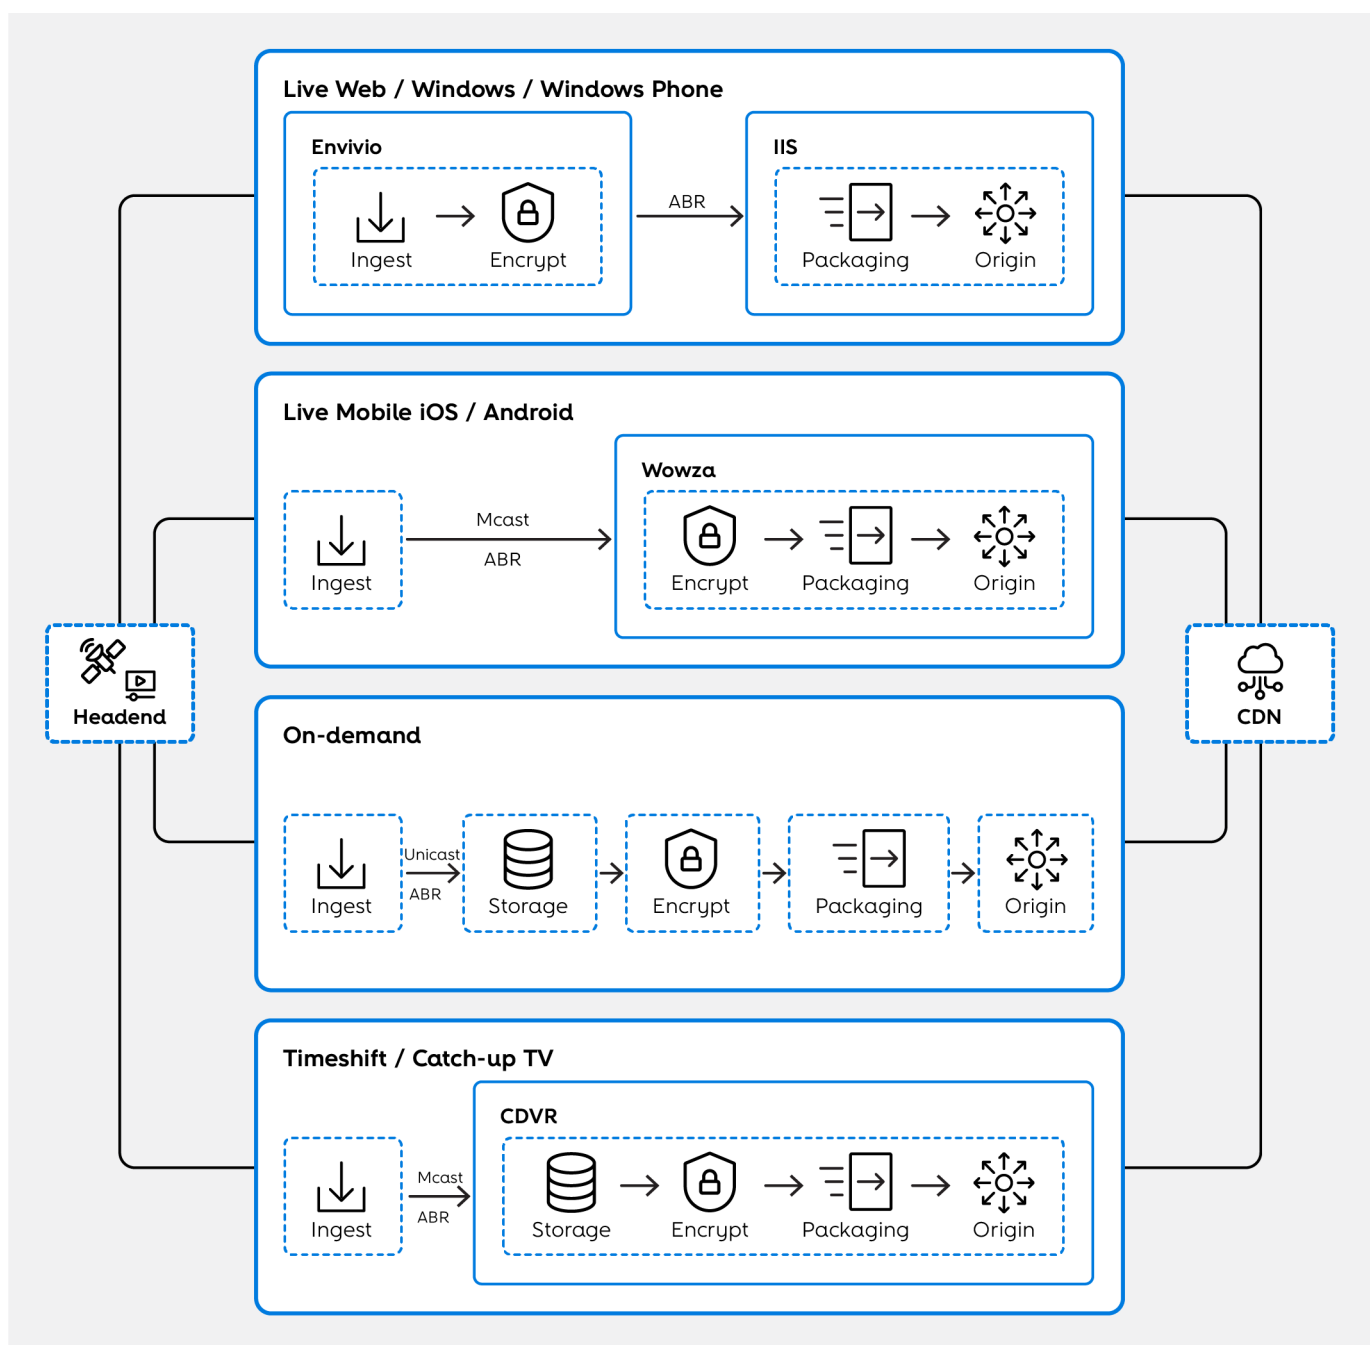 Live Web / Windows / Windows Phone
Envivio
IIS
Ingest
Encrypt
ABR
Packaging
Origin
Live Mobile iOS / Android
Wowza
Ingest
Mcast
ABR
Encrypt
Packaging
Origin
Headend
CDN
On-demand
Ingest
Unicast
ABR
Storage
Encrypt
Packaging
Origin
Timeshift / Catch-up TV
CDVR
Ingest
Mcast
ABR
Storage
Encrypt
Packaging
Origin